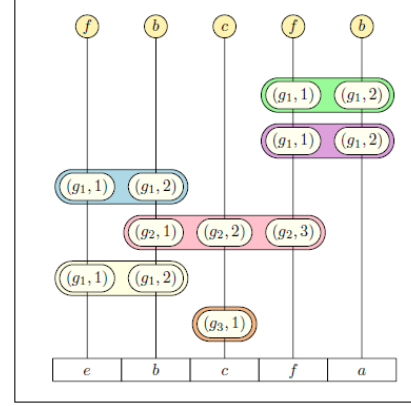 f b c f b
(g₁, 1) (g₁, 2)
(g₁, 1) (g₁, 2)
(g₁, 1) (g₁, 2)
(g₂, 1) (g₂, 2) (g₂, 3)
(g₁, 1) (g₁, 2)
(g₃, 1)
e b c f a